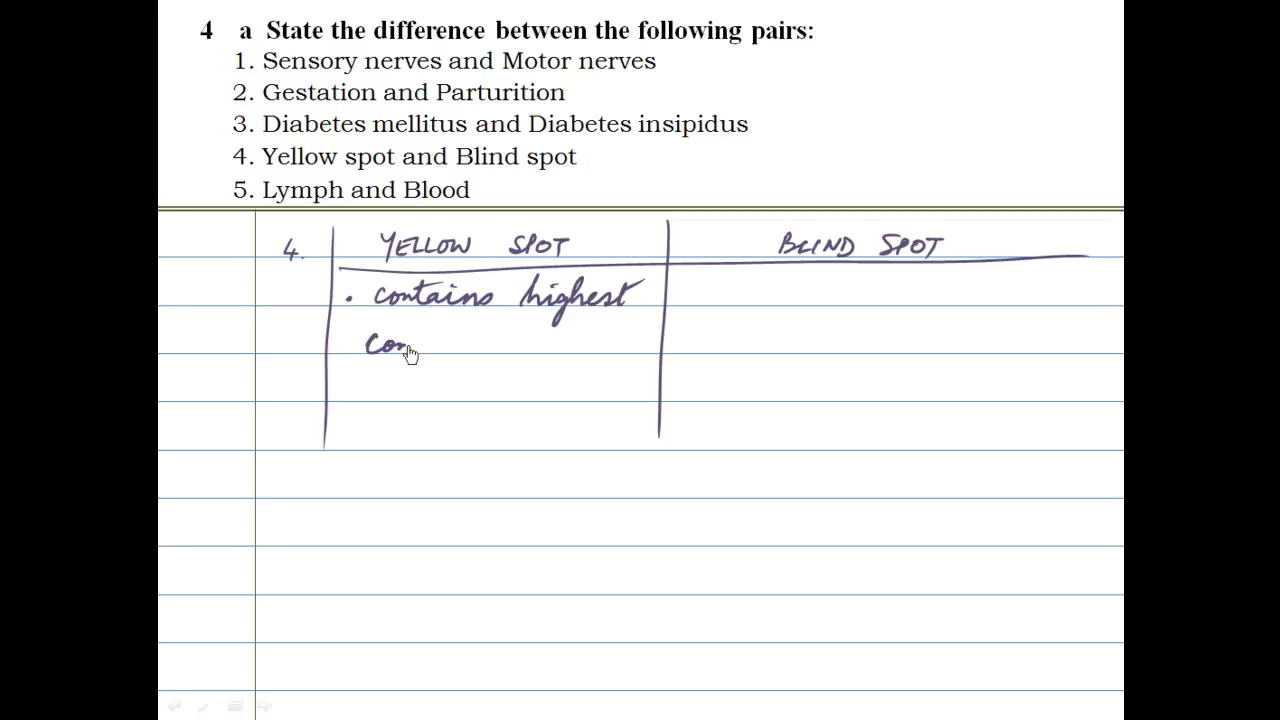 4 a State the difference between the following pairs:
1. Sensory nerves and Motor nerves
2. Gestation and Parturition
3. Diabetes mellitus and Diabetes insipidus
4. Yellow spot and Blind spot
5. Lymph and Blood
4. YELLOW SPOT BLIND SPOT
• contains highest
con